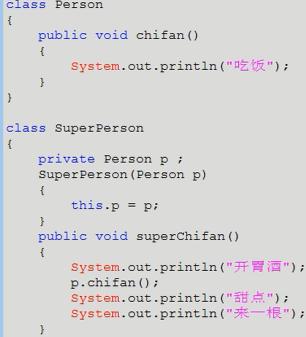 class Person
{
public void chifan()
{
System.out.println("吃饭");
}
}
class SuperPerson
{
private Person p ;
SuperPerson(Person p)
{
this.p = p;
}
public void superChifan()
{
System.out.println("开胃酒");
p.chifan();
System.out.println("甜点");
System.out.println("来一根");
}